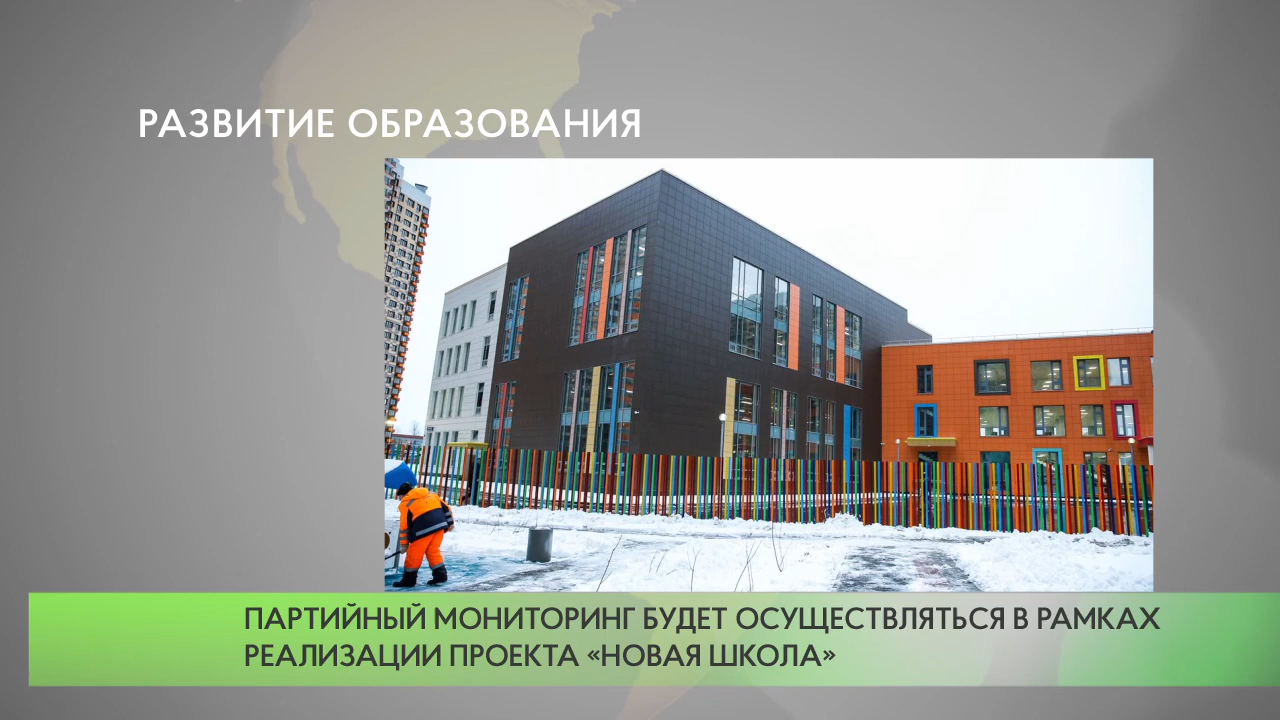 РАЗВИТИЕ ОБРАЗОВАНИЯ
ПАРТИЙНЫЙ МОНИТОРИНГ БУДЕТ ОСУЩЕСТВЛЯТЬСЯ В РАМКАХ
РЕАЛИЗАЦИИ ПРОЕКТА «НОВАЯ ШКОЛА»